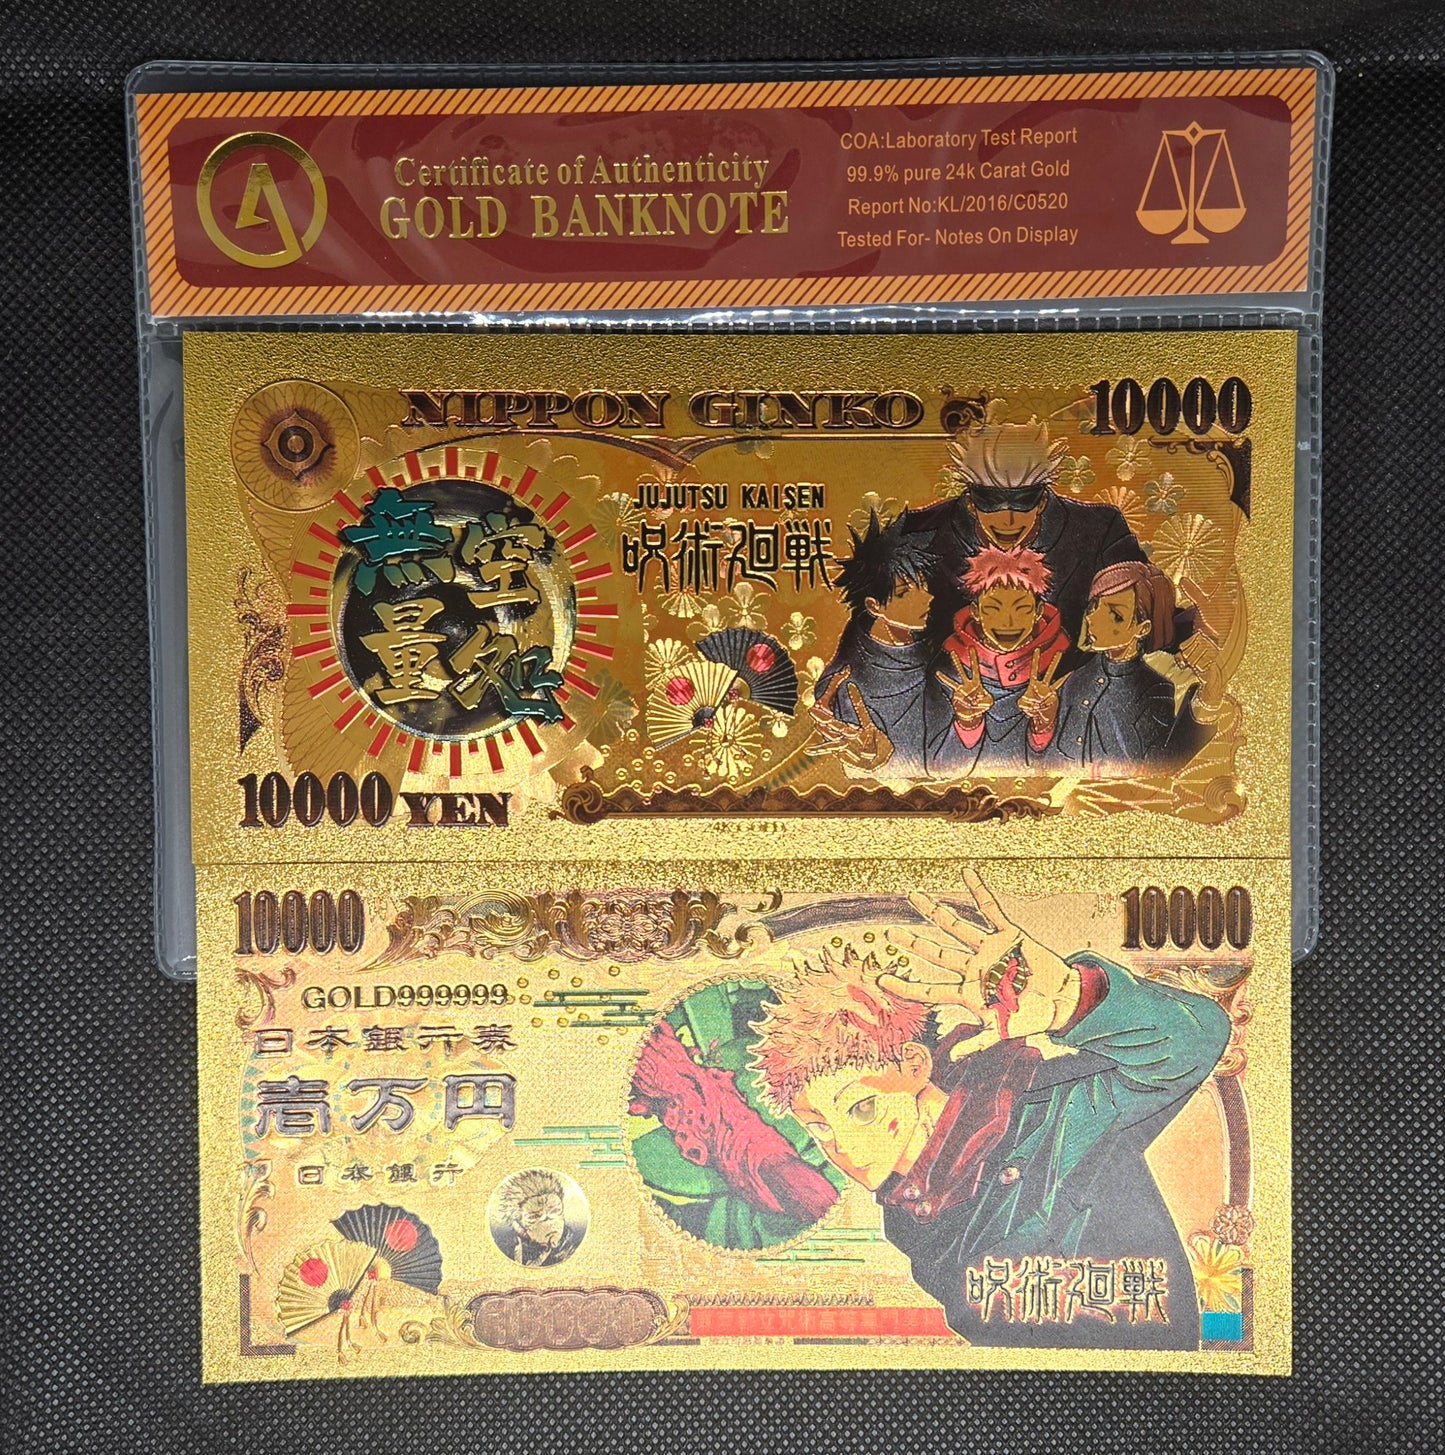 Certificate of Authenticity
GOLD BANKNOTE
COA:Laboratory Test Report
99.9% pure 24k Carat Gold
Report No:KL/2016/C0520
Tested For- Notes On Display
NIPPON GINKO
10000
無空
量処
JUJUTSU KAISEN
呪術廻戦
10000 YEN
10000
10000
GOLD999999
日本銀行券
壱万円
日本銀行
呪術廻戦
10000